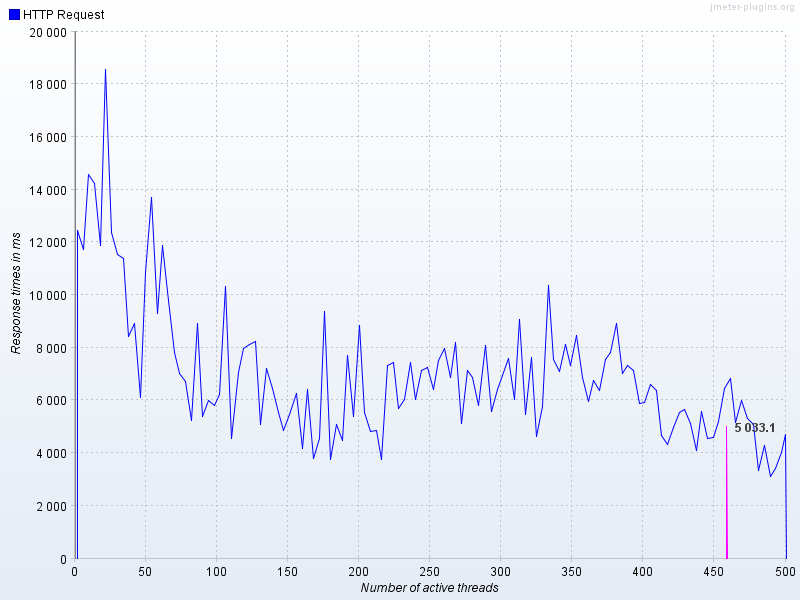 jmeter-plugins.org
HTTP Request
20 000
18 000
16 000
14 000
12 000
10 000
8 000
6 000
4 000
2 000
0
Response times in ms
5 033.1
0 50 100 150 200 250 300 350 400 450 500
Number of active threads